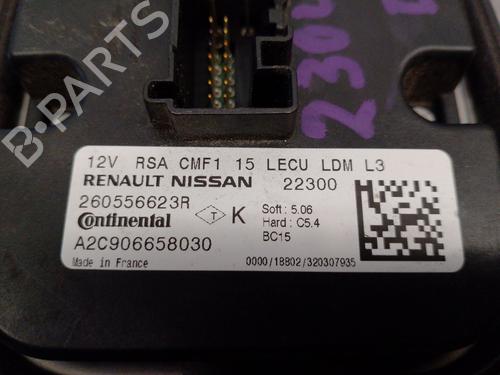 B-PARTS
2304
12V RSA CMF1 15 LECU LDM L3
RENAULT NISSAN 22300
260556623R
Soft : 5.06
Continental T K Hard : C5.4
A2C906658030 BC15
Made in France 0000/18802/320307935